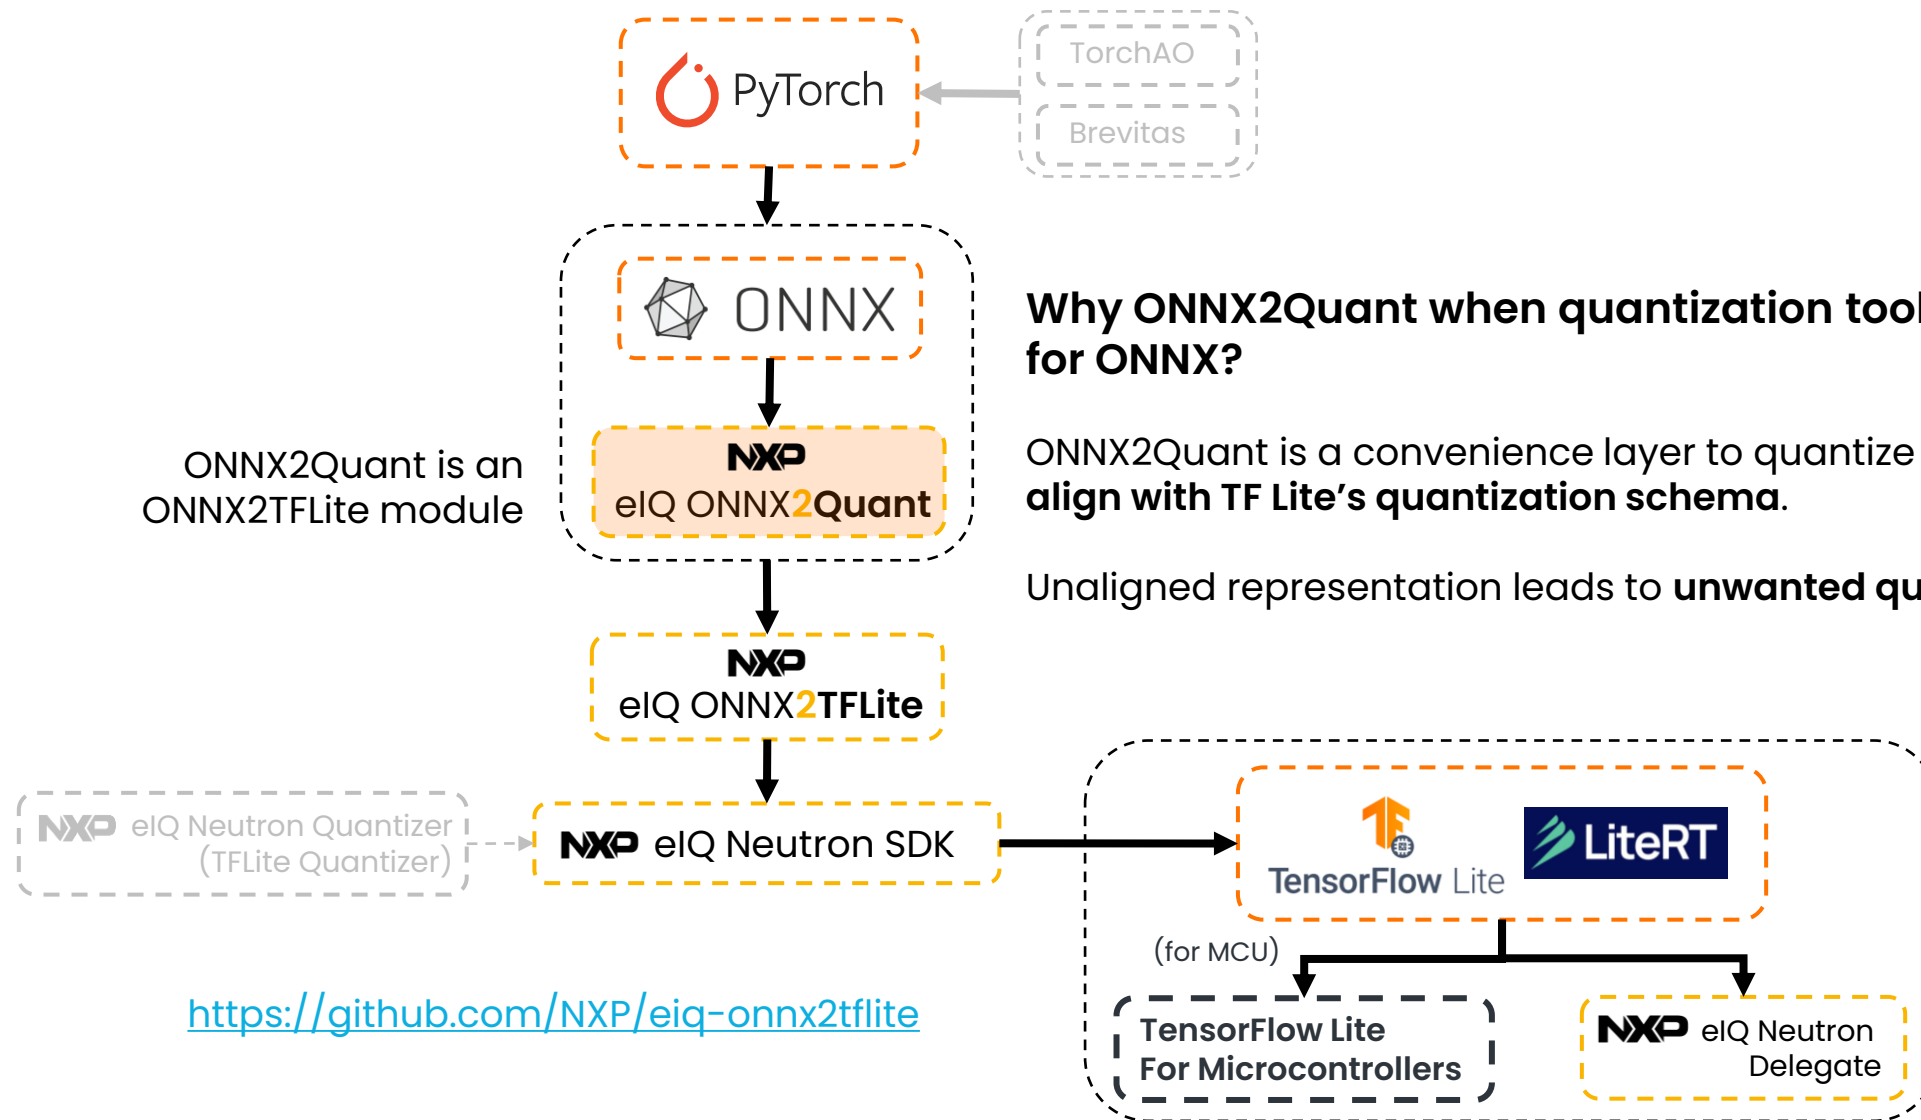 PyTorch
TorchAO
Brevitas
ONNX
NXP
eIQ ONNX2Quant
ONNX2Quant is an
ONNX2TFLite module
Why ONNX2Quant when quantization
for ONNX?
ONNX2Quant is a convenience layer to quantize
align with TF Lite’s quantization schema.
Unaligned representation leads to unwanted
NXP
eIQ ONNX2TFLite
NXP eIQ Neutron Quantizer
(TFLite Quantizer)
NXP eIQ Neutron SDK
TensorFlow Lite
LiteRT
(for MCU)
TensorFlow Lite
For Microcontrollers
NXP eIQ Neutron
Delegate
https://github.com/NXP/eiq-onnx2tflite